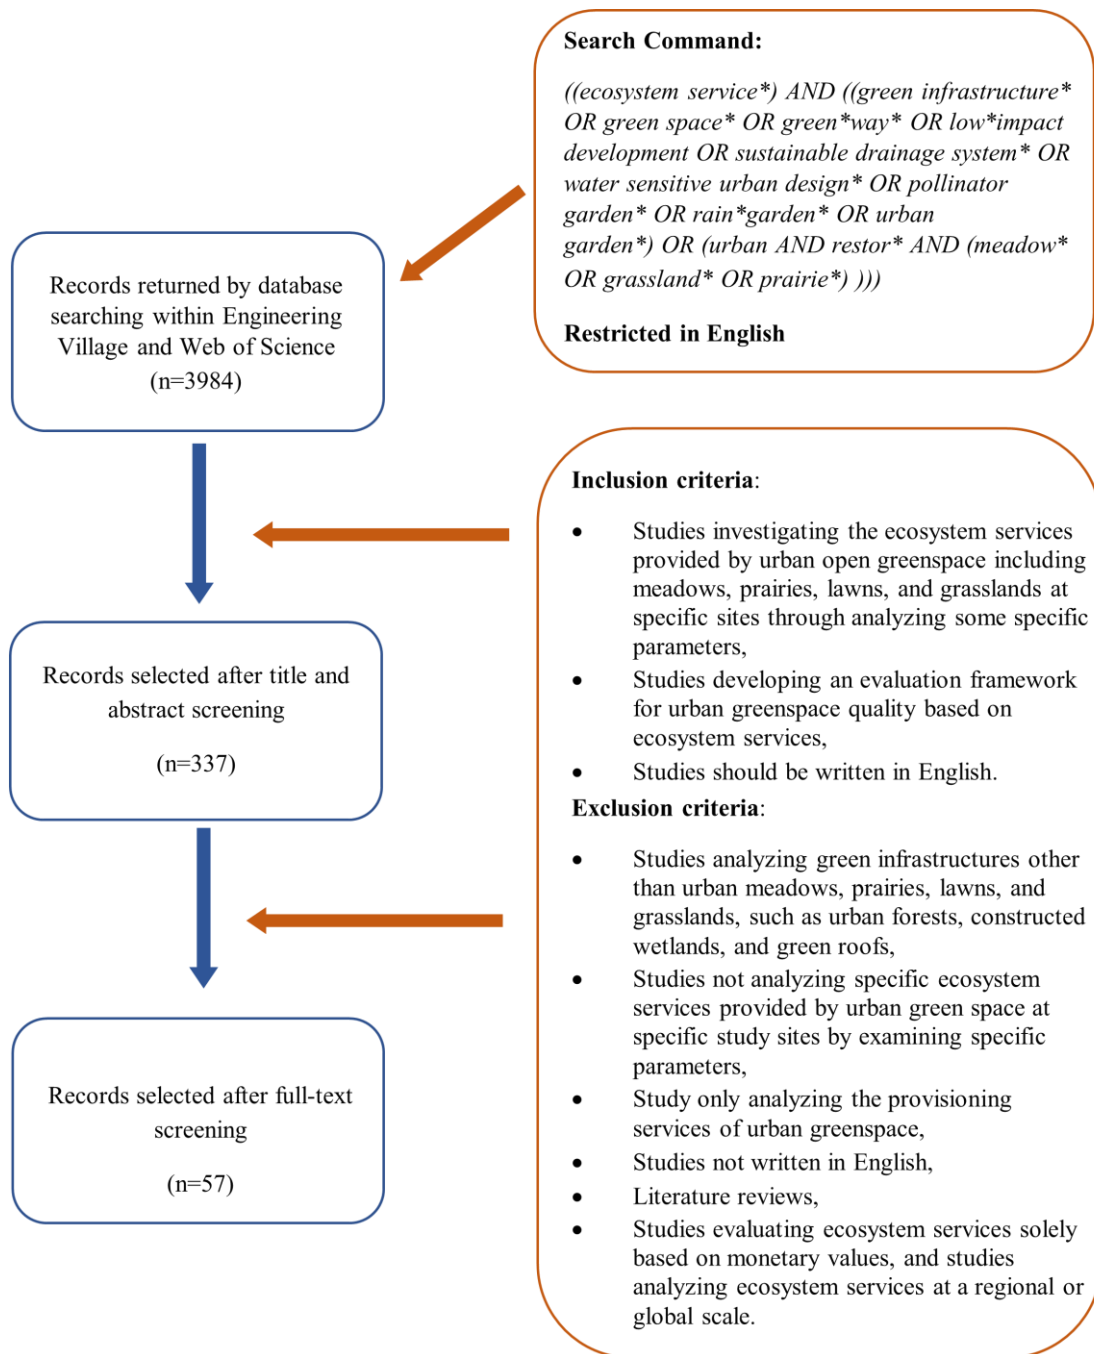 Search Command:
((ecosystem service*) AND ((green infrastructure*
OR green space* OR green*way* OR low*impact
development OR sustainable drainage system* OR
water sensitive urban design* OR pollinator
garden* OR rain*garden* OR urban
garden*) OR (urban AND restor* AND (meadow*
OR grassland* OR prairie*) )))
Restricted in English
Records returned by database
searching within Engineering
Village and Web of Science
(n=3984)
Inclusion criteria:
• Studies investigating the ecosystem services
provided by urban open greenspace including
meadows, prairies, lawns, and grasslands at
specific sites through analyzing some specific
parameters,
• Studies developing an evaluation framework
for urban greenspace quality based on
ecosystem services,
• Studies should be written in English.
Exclusion criteria:
• Studies analyzing green infrastructures other
than urban meadows, prairies, lawns, and
grasslands, such as urban forests, constructed
wetlands, and green roofs,
• Studies not analyzing specific ecosystem
services provided by urban green space at
specific study sites by examining specific
parameters,
• Study only analyzing the provisioning
services of urban greenspace,
• Studies not written in English,
• Literature reviews,
• Studies evaluating ecosystem services solely
based on monetary values, and studies
analyzing ecosystem services at a regional or
global scale.
Records selected after title and
abstract screening
(n=337)
Records selected after full-text
screening
(n=57)